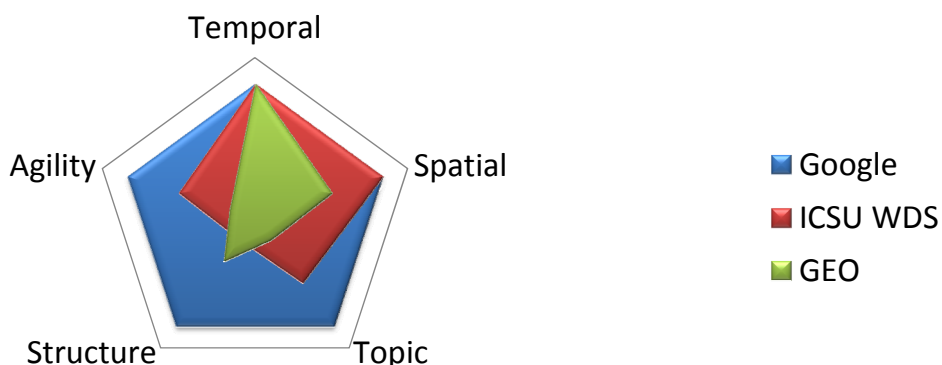 Temporal
Agility
Spatial
Structure
Topic
Google
ICSU WDS
GEO